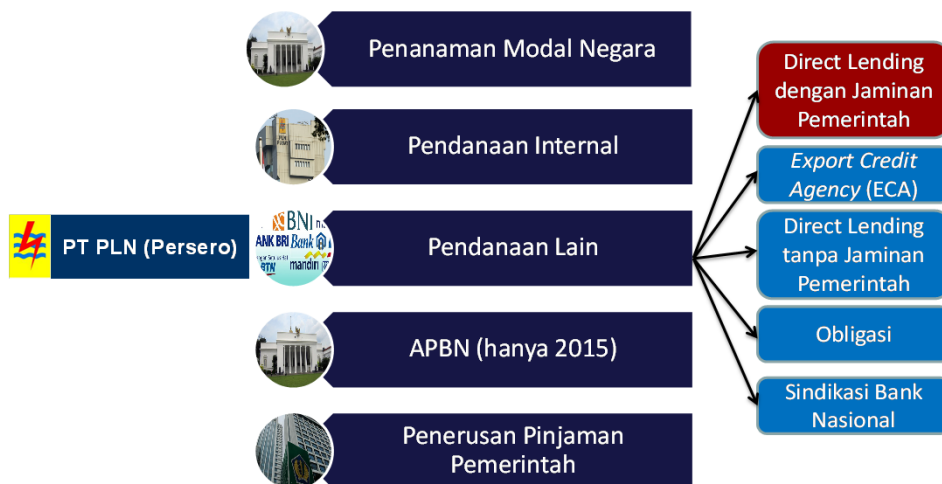 PT PLN (Persero)
Penanaman Modal Negara
Pendanaan Internal
BNI
BANK BRI Bank
BTN mandiri
Pendanaan Lain
APBN (hanya 2015)
Penerusan Pinjaman
Pemerintah
Direct Lending
dengan Jaminan
Pemerintah
Export Credit
Agency (ECA)
Direct Lending
tanpa Jaminan
Pemerintah
Obligasi
Sindikasi Bank
Nasional